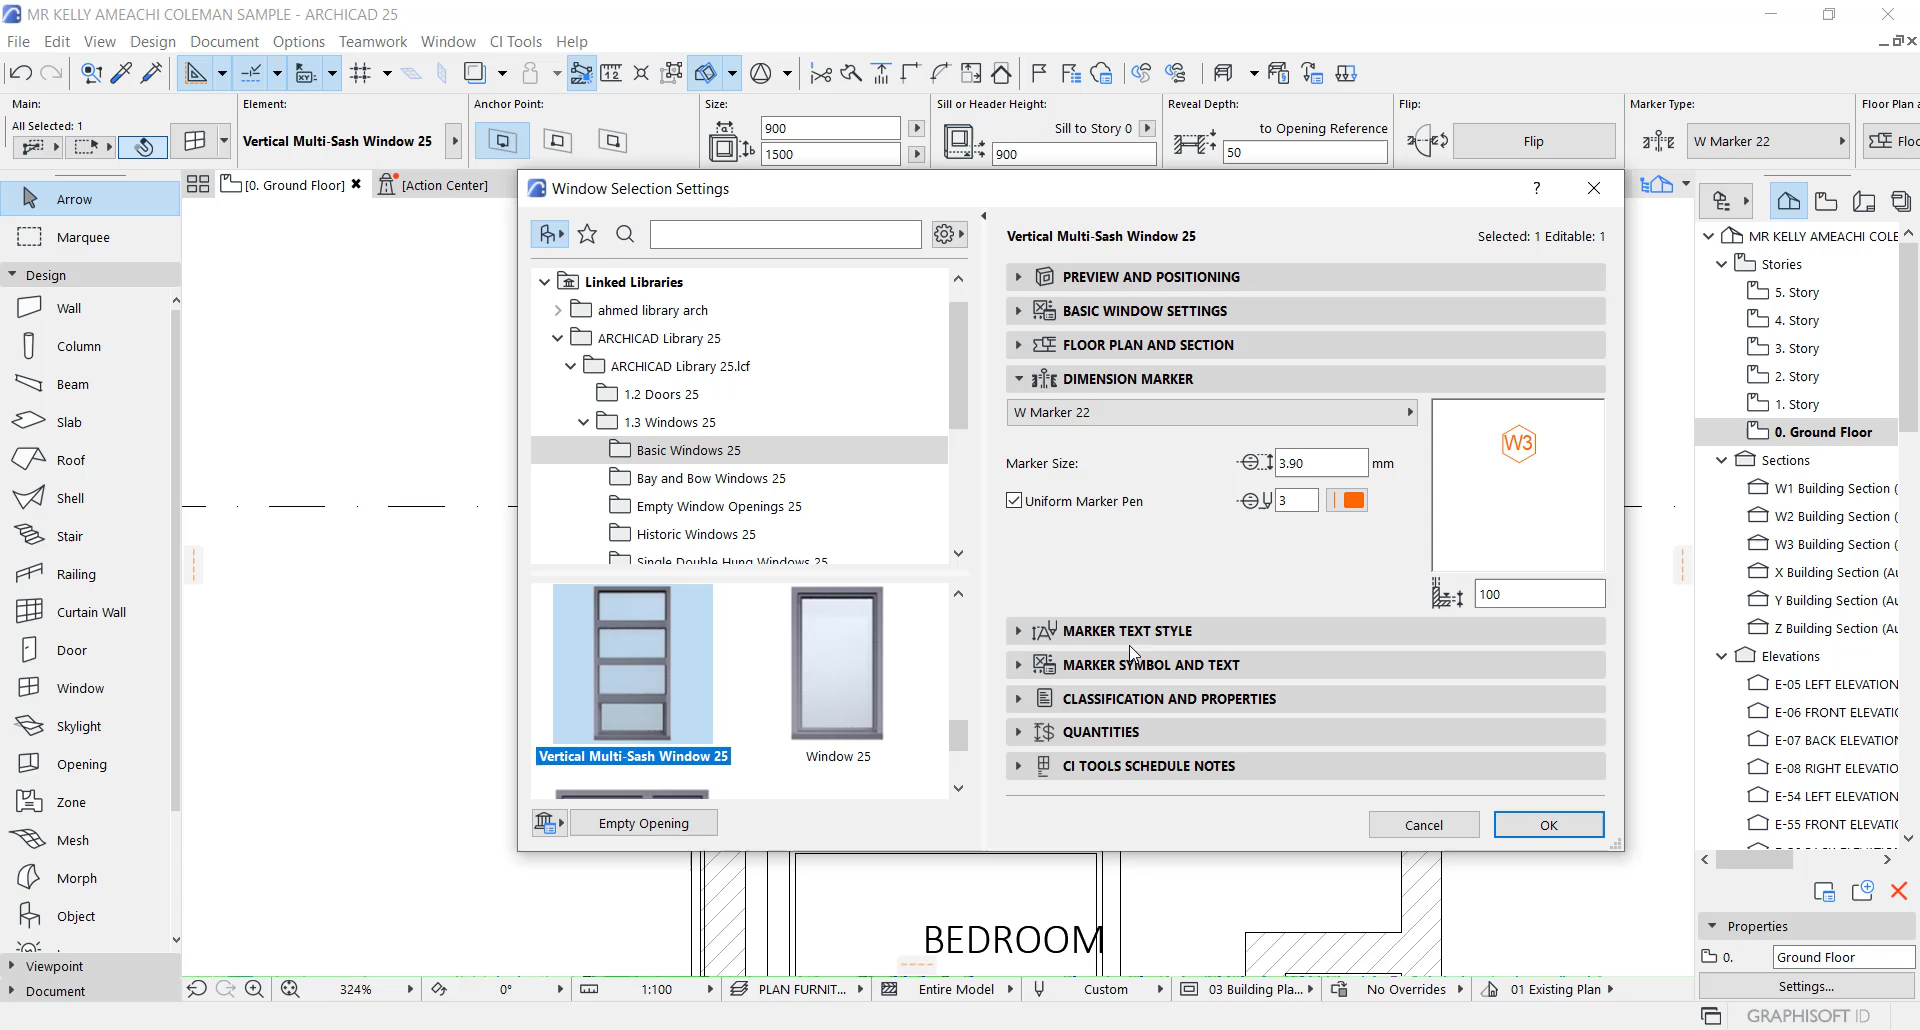 MR KELLY AMEACHI COLEMAN SAMPLE - ARCHICAD 25
File Edit View Design Document Options Teamwork Window CI Tools Help
Main: Element: Anchor Point: Size: Sill or Header Height: Reveal Depth: Flip: Marker Type: Floor Plan a
All Selected: 1
Vertical Multi-Sash Window 25
900
1500
Sill to Story 0
900
to Opening Reference
50
Flip
W Marker 22
Floo
[0. Ground Floor]
[Action Center]
Arrow
Marquee
Design
Wall
Column
Beam
Slab
Roof
Shell
Stair
Railing
Curtain Wall
Door
Window
Skylight
Opening
Zone
Mesh
Morph
Object
Viewpoint
Document
Window Selection Settings
?
Linked Libraries
ahmed library arch
ARCHICAD Library 25
ARCHICAD Library 25.lcf
1.2 Doors 25
1.3 Windows 25
Basic Windows 25
Bay and Bow Windows 25
Empty Window Openings 25
Historic Windows 25
Single Double Hung Windows 25
Vertical Multi-Sash Window 25
Window 25
Empty Opening
Vertical Multi-Sash Window 25
Selected: 1 Editable: 1
PREVIEW AND POSITIONING
BASIC WINDOW SETTINGS
FLOOR PLAN AND SECTION
DIMENSION MARKER
W Marker 22
W3
Marker Size:
3.90
mm
Uniform Marker Pen
3
100
MARKER TEXT STYLE
MARKER SYMBOL AND TEXT
CLASSIFICATION AND PROPERTIES
QUANTITIES
CI TOOLS SCHEDULE NOTES
Cancel
OK
BEDROOM
MR KELLY AMEACHI COLE
Stories
5. Story
4. Story
3. Story
2. Story
1. Story
0. Ground Floor
Sections
W1 Building Section (
W2 Building Section (
W3 Building Section (
X Building Section (Au
Y Building Section (Au
Z Building Section (Au
Elevations
E-05 LEFT ELEVATION
E-06 FRONT ELEVATIO
E-07 BACK ELEVATION
E-08 RIGHT ELEVATIO
E-54 LEFT ELEVATION
E-55 FRONT ELEVATIO
Properties
0.
Ground Floor
Settings...
324%
0°
1:100
PLAN FURNIT...
Entire Model
Custom
03 Building Pla...
No Overrides
01 Existing Plan
GRAPHISOFT ID